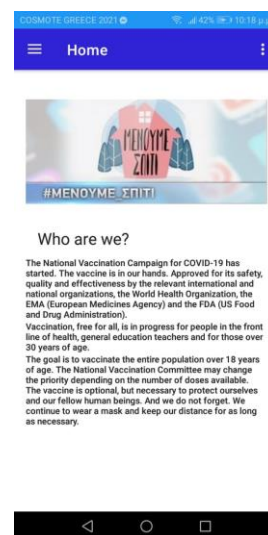 COSMOTE GREECE 2021
42% 10:18 μ.μ.
Home
ΜΕΝΟΥΜΕ
ΣΠΙΤΙ
#ΜΕΝΟΥΜΕ_ΣΠΙΤΙ
Who are we?
The National Vaccination Campaign for COVID-19 has
started. The vaccine is in our hands. Approved for its safety,
quality and effectiveness by the relevant international and
national organizations, the World Health Organization, the
EMA (European Medicines Agency) and the FDA (US Food
and Drug Administration).
Vaccination, free for all, is in progress for people in the front
line of health, general education teachers and for those over
30 years of age.
The goal is to vaccinate the entire population over 18 years
of age. The National Vaccination Committee may change
the priority depending on the number of doses available.
The vaccine is optional, but necessary to protect ourselves
and our fellow human beings. And we do not forget. We
continue to wear a mask and keep our distance for as long
as necessary.